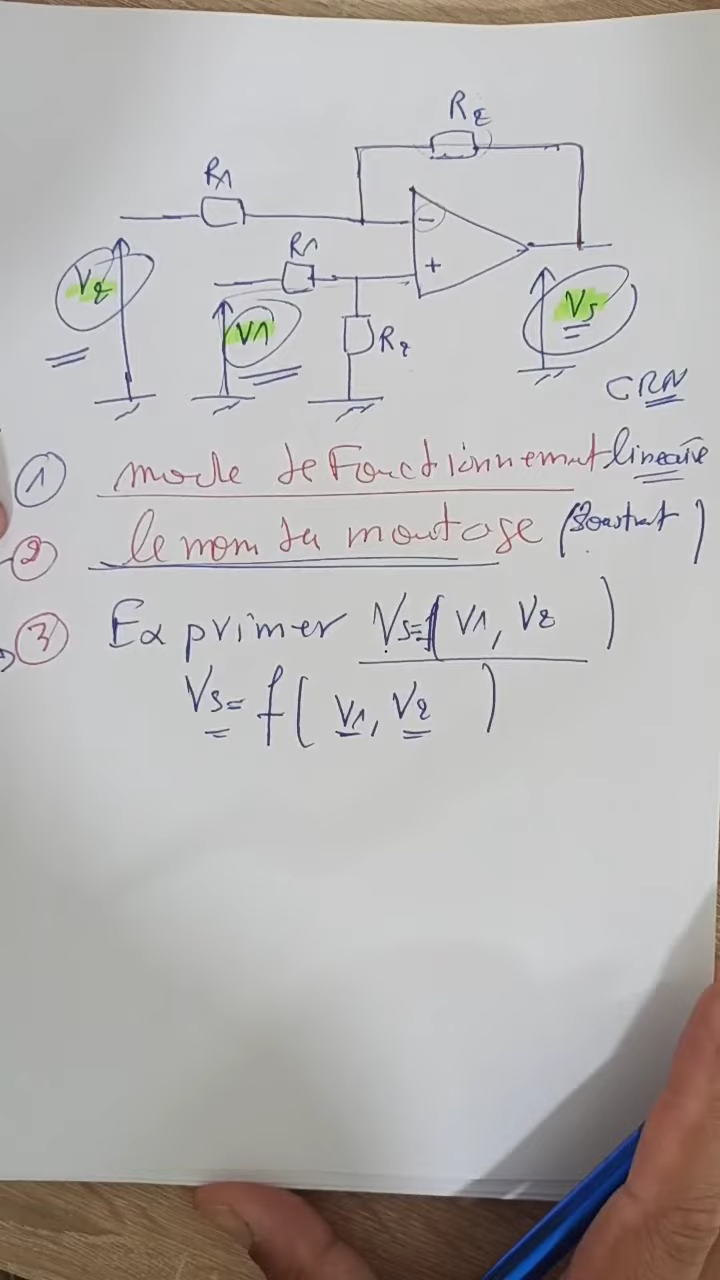 R2
R1
R1
-
+
V2
V1
R2
Vs
CRN
1 mode de Fonctionnement linéaire
2 le nom du montage (Soustrat)
3 Exprimer Vs=f(V1, V2)
Vs= f(V1, V2)